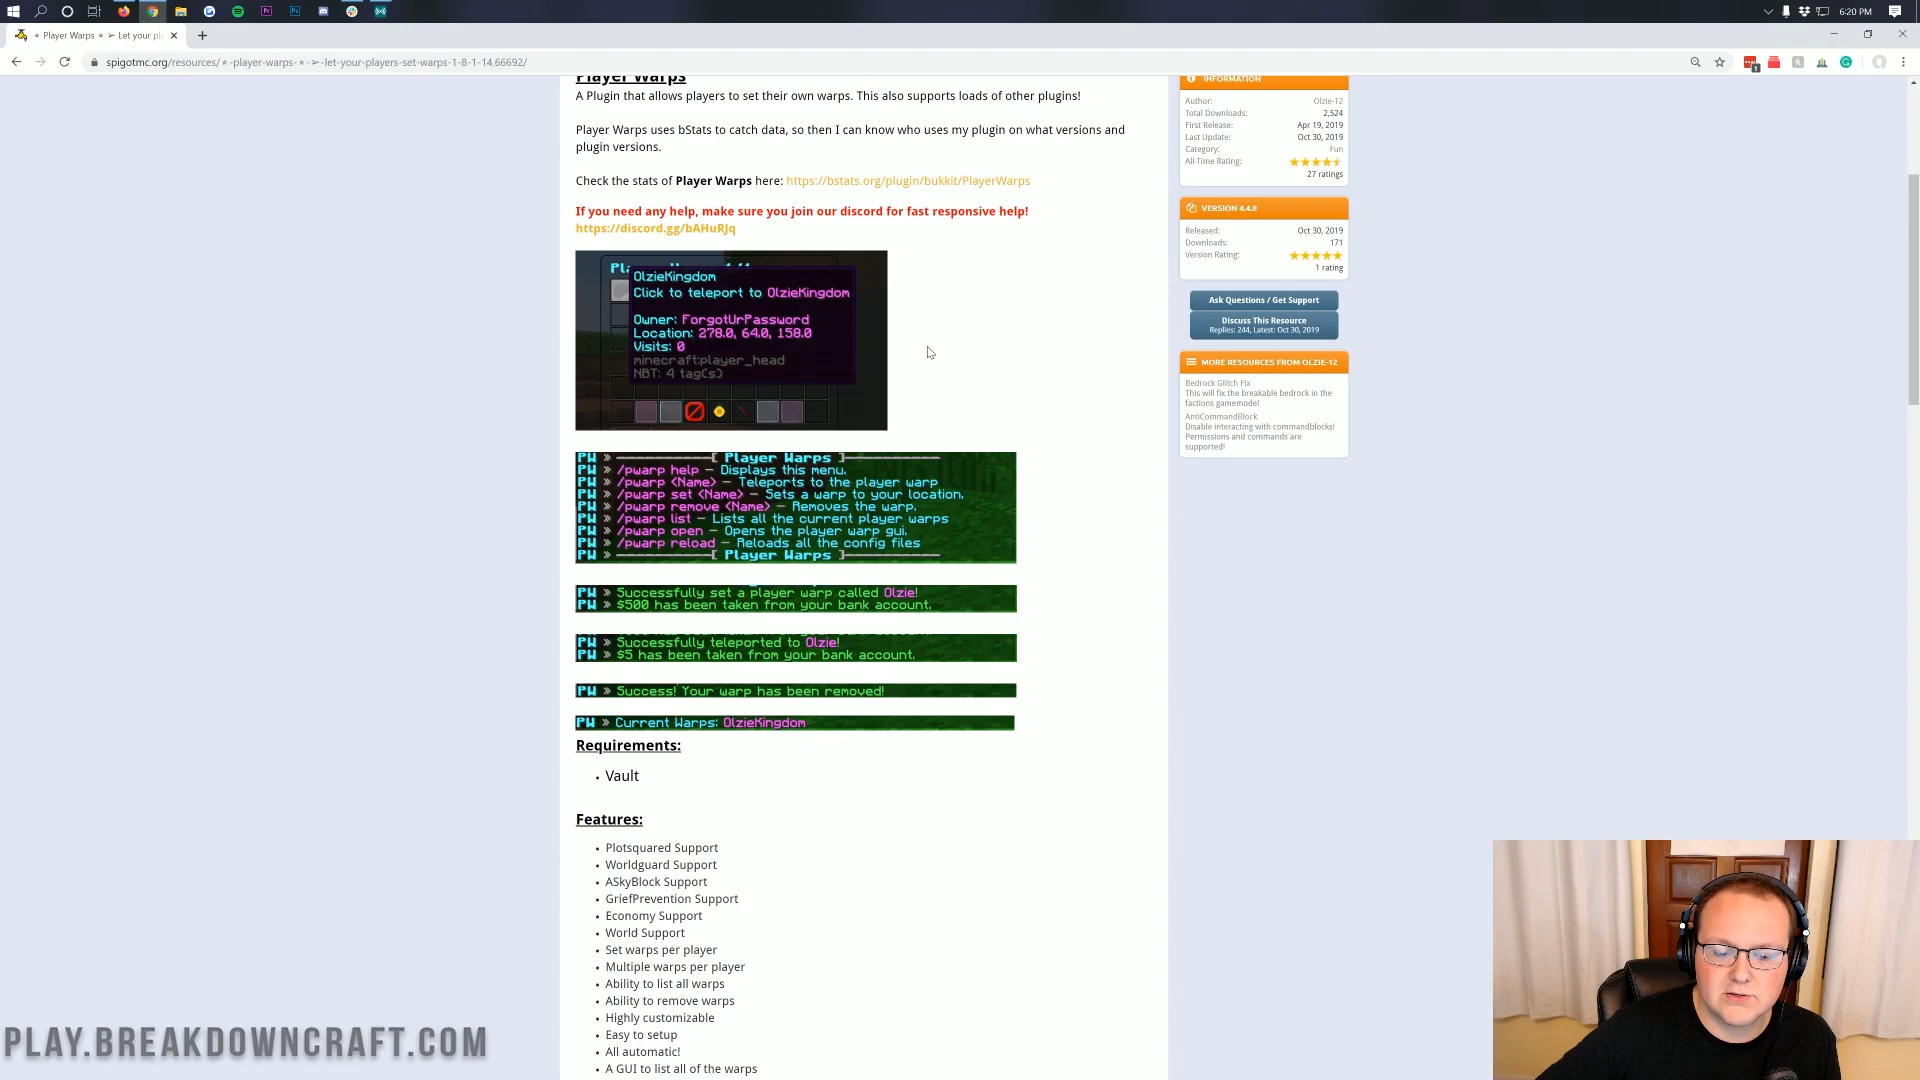 6:20 PM
Player Warps ⋆ ➢ Let your pl
spigotmc.org/resources/⋆-player-warps-⋆-➢-let-your-players-set-warps-1-8-1-14.66692/
Player Warps
A Plugin that allows players to set their own warps. This also supports loads of other plugins!
Player Warps uses bStats to catch data, so then I can know who uses my plugin on what versions and
plugin versions.
Check the stats of Player Warps here: https://bstats.org/plugin/bukkit/PlayerWarps
If you need any help, make sure you join our discord for fast responsive help!
https://discord.gg/bAHuRJq
OlzieKingdom
Click to teleport to OlzieKingdom
Owner: ForgotUrPassword
Location: 278.0, 64.0, 158.0
Visits: 0
minecraft:player_head
NBT: 4 tag(s)
PW » ----------[ Player Warps ]----------
PW » /pwarp help – Displays this menu.
PW » /pwarp <Name> – Teleports to the player warp
PW » /pwarp set <Name> – Sets a warp to your location.
PW » /pwarp remove <Name> – Removes the warp.
PW » /pwarp list – Lists all the current player warps
PW » /pwarp open – Opens the player warp gui.
PW » /pwarp reload – Reloads all the config files
PW » ----------[ Player Warps ]----------
PW » Successfully set a player warp called Olzie!
PW » $500 has been taken from your bank account.
PW » Successfully teleported to Olzie!
PW » $5 has been taken from your bank account.
PW » Success! Your warp has been removed!
PW » Current Warps: OlzieKingdom
Requirements:
• Vault
Features:
• Plotsquared Support
• Worldguard Support
• ASkyBlock Support
• GriefPrevention Support
• Economy Support
• World Support
• Set warps per player
• Multiple warps per player
• Ability to list all warps
• Ability to remove warps
• Highly customizable
• Easy to setup
• All automatic!
• A GUI to list all of the warps
INFORMATION
Author: Olzie-12
Total Downloads: 2,524
First Release: Apr 19, 2019
Last Update: Oct 30, 2019
Category: Fun
All-Time Rating:
27 ratings
VERSION 4.4.8
Released: Oct 30, 2019
Downloads: 171
Version Rating:
1 rating
Ask Questions / Get Support
Discuss This Resource
Replies: 244, Latest: Oct 30, 2019
MORE RESOURCES FROM OLZIE-12
Bedrock Glitch Fix
This will fix the breakable bedrock in the
factions gamemode!
AntiCommandBlock
Disable interacting with commandblocks!
Permissions and commands are
supported!
PLAY.BREAKDOWNCRAFT.COM